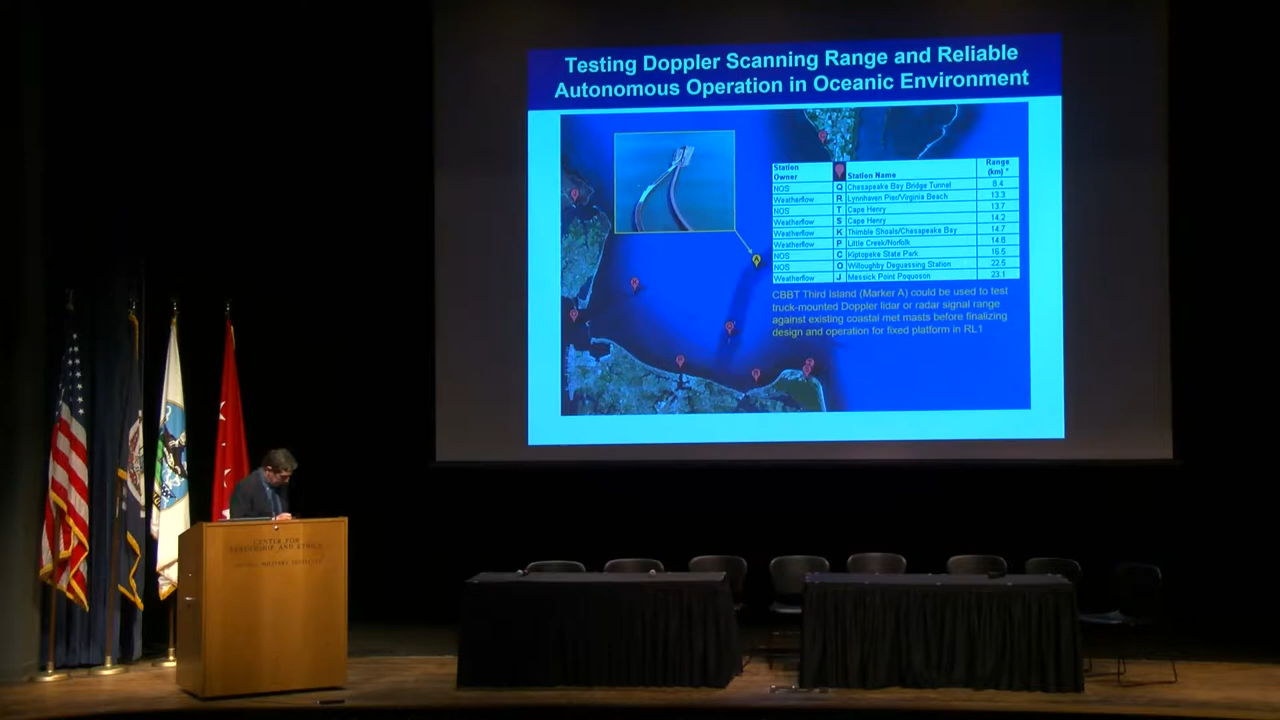 Testing Doppler Scanning Range and Reliable
Autonomous Operation in Oceanic Environment
Station Owner Station Name Range (km) *
NOS Q Chesapeake Bay Bridge Tunnel 8.4
Weatherflow R Lynnhaven Pier/Virginia Beach 13.3
NOS T Cape Henry 13.7
Weatherflow S Cape Henry 14.2
Weatherflow K Thimble Shoals/Chesapeake Bay 14.7
Weatherflow P Little Creek/Norfolk 14.8
NOS C Kiptopeke State Park 16.5
NOS O Willoughby Deguassing Station 22.5
Weatherflow J Messick Point Poquoson 23.1
CBBT Third Island (Marker A) could be used to test
truck-mounted Doppler lidar or radar signal range
against existing coastal met masts before finalizing
design and operation for fixed platform in RL1
CENTER FOR
LEADERSHIP AND ETHICS
MILITARY INSTITUTE